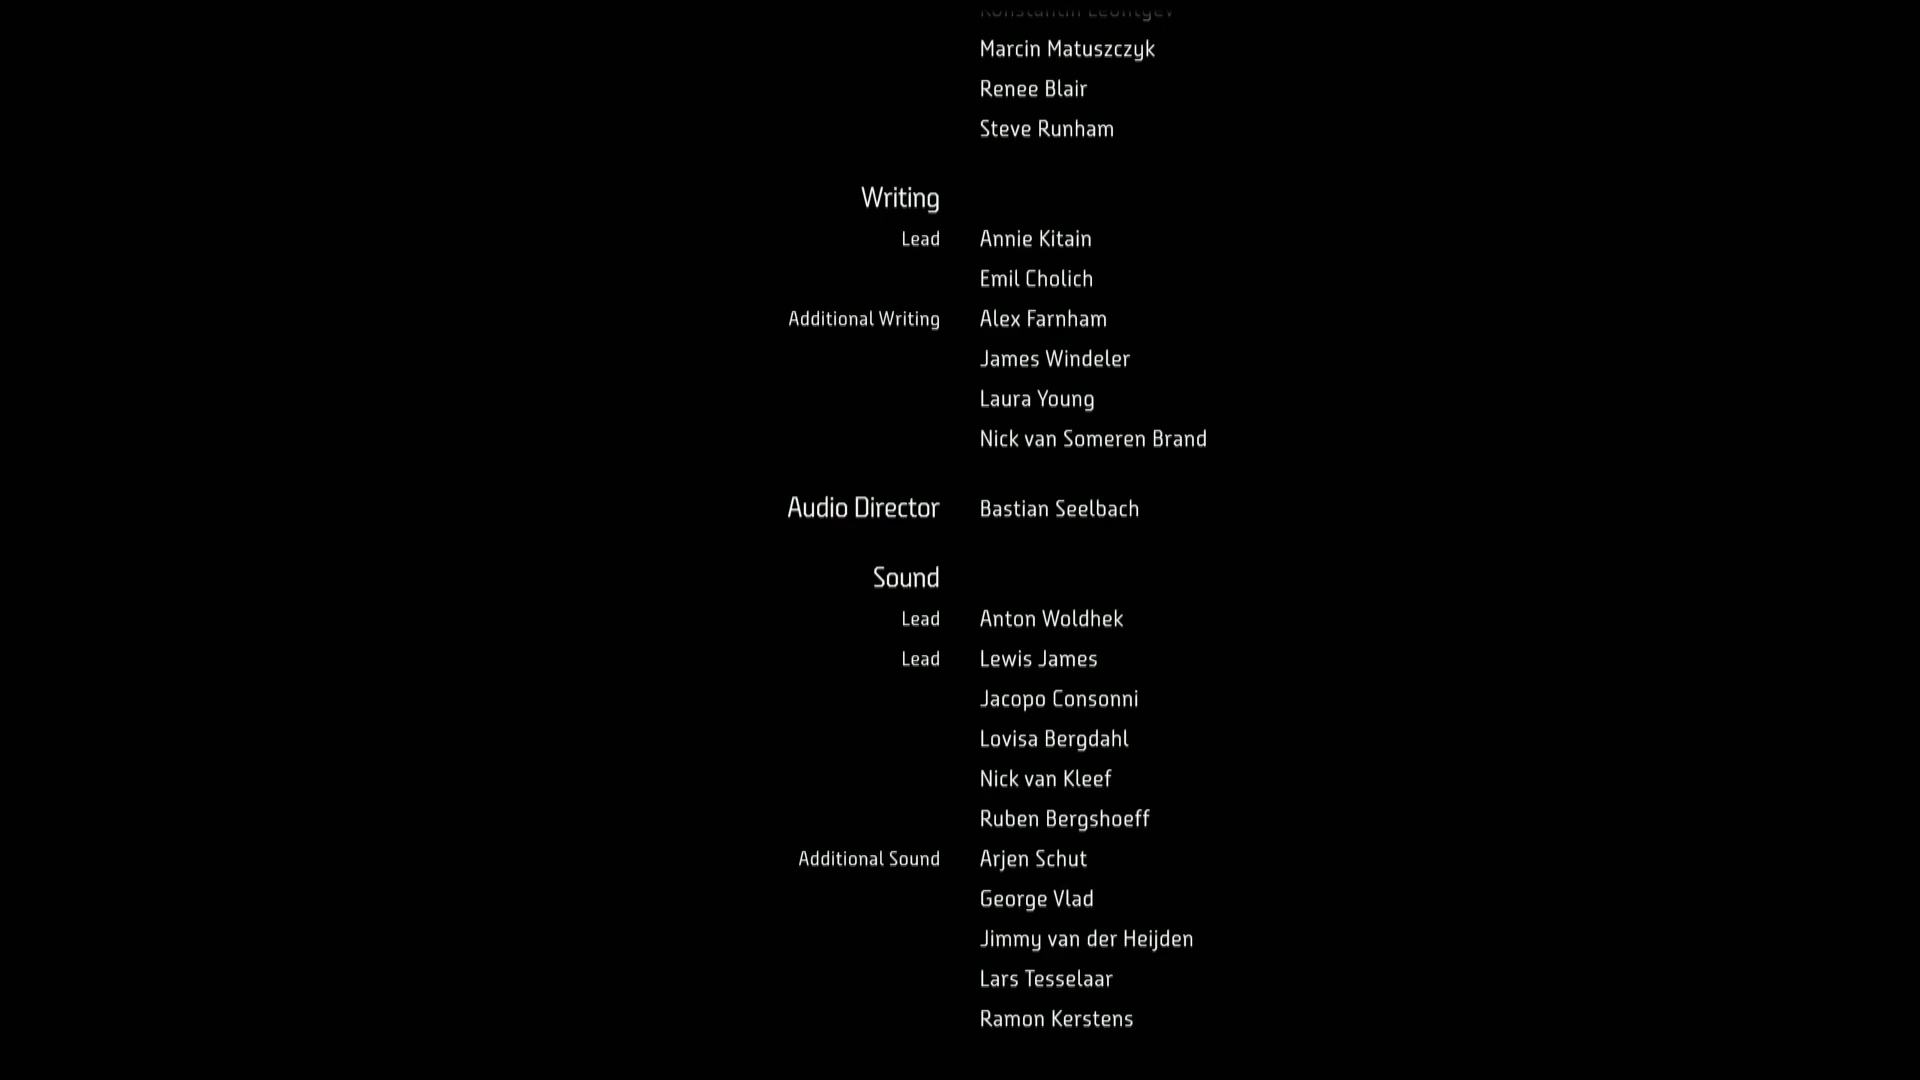 Konstantin Leontyev
Marcin Matuszczyk
Renee Blair
Steve Runham
Writing
Lead Annie Kitain
Emil Cholich
Additional Writing Alex Farnham
James Windeler
Laura Young
Nick van Someren Brand
Audio Director Bastian Seelbach
Sound
Lead Anton Woldhek
Lead Lewis James
Jacopo Consonni
Lovisa Bergdahl
Nick van Kleef
Ruben Bergshoeff
Additional Sound Arjen Schut
George Vlad
Jimmy van der Heijden
Lars Tesselaar
Ramon Kerstens